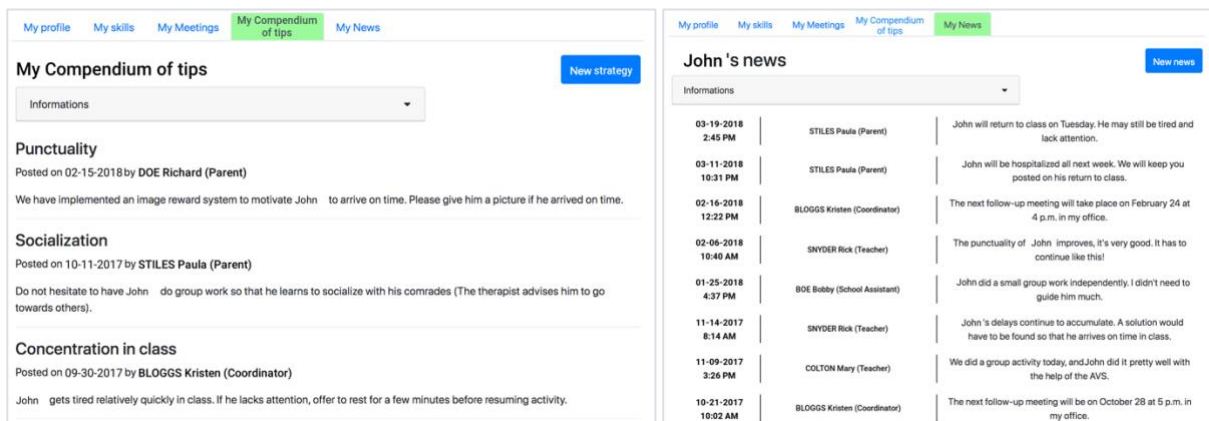 My profile
My skills
My Meetings
My Compendium
of tips
My News
My Compendium of tips
New strategy
Informations
Punctuality
Posted on 02-15-2018 by DOE Richard (Parent)
We have implemented an image reward system to motivate John to arrive on time. Please give him a picture if he arrived on time.
Socialization
Posted on 10-11-2017 by STILES Paula (Parent)
Do not hesitate to have John do group work so that he learns to socialize with his comrades (The therapist advises him to go
towards others).
Concentration in class
Posted on 09-30-2017 by BLOGGS Kristen (Coordinator)
John gets tired relatively quickly in class. If he lacks attention, offer to rest for a few minutes before resuming activity.
My profile
My skills
My Meetings
My Compendium
of tips
My News
John 's news
New news
Informations
03-19-2018
2:45 PM
STILES Paula (Parent)
John will return to class on Tuesday. He may still be tired and
lack attention.
03-11-2018
10:31 PM
STILES Paula (Parent)
John will be hospitalized all next week. We will keep you
posted on his return to class.
02-16-2018
12:22 PM
BLOGGS Kristen (Coordinator)
The next follow-up meeting will take place on February 24 at
4 p.m. in my office.
02-06-2018
10:40 AM
SNYDER Rick (Teacher)
The punctuality of John improves, it's very good. It has to
continue like this!
01-25-2018
4:37 PM
BOE Bobby (School Assistant)
John did a small group work independently. I didn't need to
guide him much.
11-14-2017
8:14 AM
SNYDER Rick (Teacher)
John 's delays continue to accumulate. A solution would
have to be found so that he arrives on time in class.
11-09-2017
3:26 PM
COLTON Mary (Teacher)
We did a group activity today, and John did it pretty well with
the help of the AVS.
10-21-2017
10:02 AM
BLOGGS Kristen (Coordinator)
The next follow-up meeting will be on October 28 at 5 p.m. in
my office.